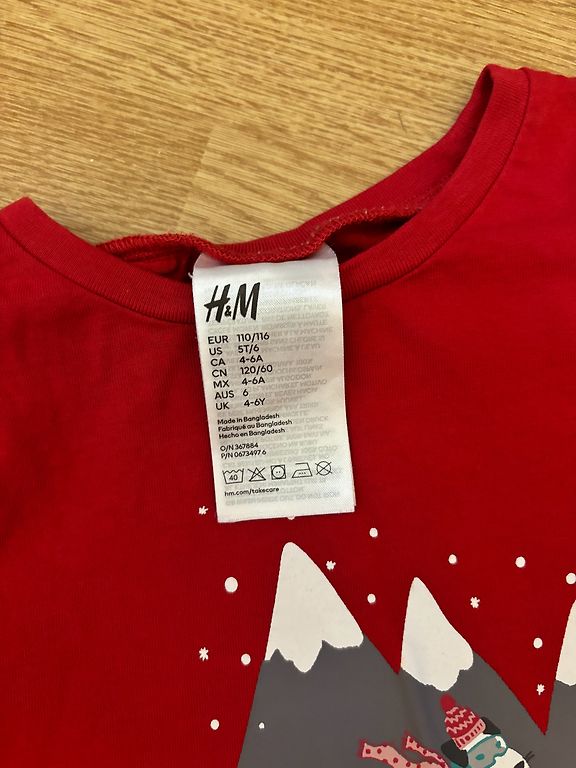 H&M
EUR 110/116
US 5T/6
CA 4-6A
CN 120/60
MX 4-6A
AUS 6
UK 4-6Y
Made in Bangladesh
Fabriqué au Bangladesh
Hecho en Bangladesh
O/N 367884
P/N 0673497 6
40
hm.com/takecare